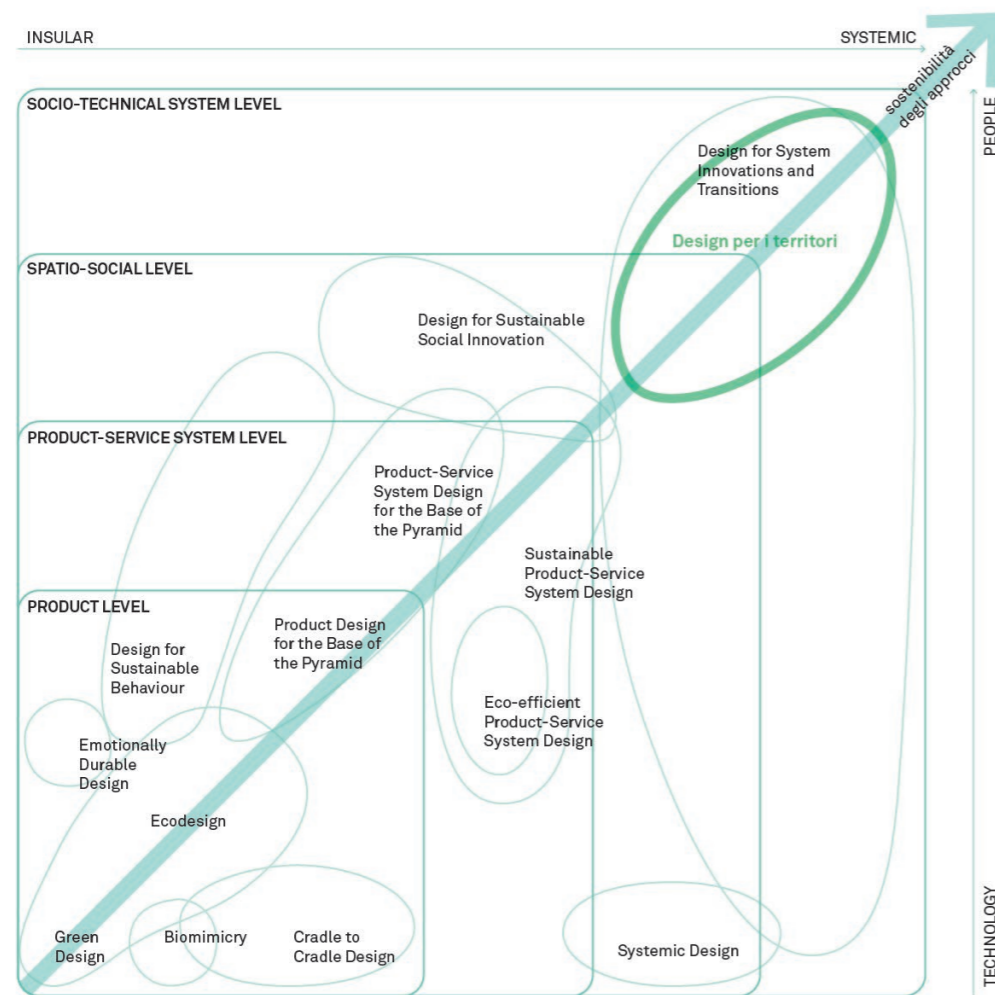 INSULAR
SYSTEMIC
sostenibilità
degli approcci
PEOPLE
SOCIO-TECHNICAL SYSTEM LEVEL
Design for System
Innovations and
Transitions
Design per i territori
SPATIO-SOCIAL LEVEL
Design for Sustainable
Social Innovation
PRODUCT-SERVICE SYSTEM LEVEL
Product-Service
System Design
for the Base of
the Pyramid
Sustainable
Product-Service
System Design
PRODUCT LEVEL
Product Design
for the Base of
the Pyramid
Design for
Sustainable
Behaviour
Eco-efficient
Product-Service
System Design
Emotionally
Durable
Design
Ecodesign
Green
Design
Biomimicry
Cradle to
Cradle Design
Systemic Design
TECHNOLOGY